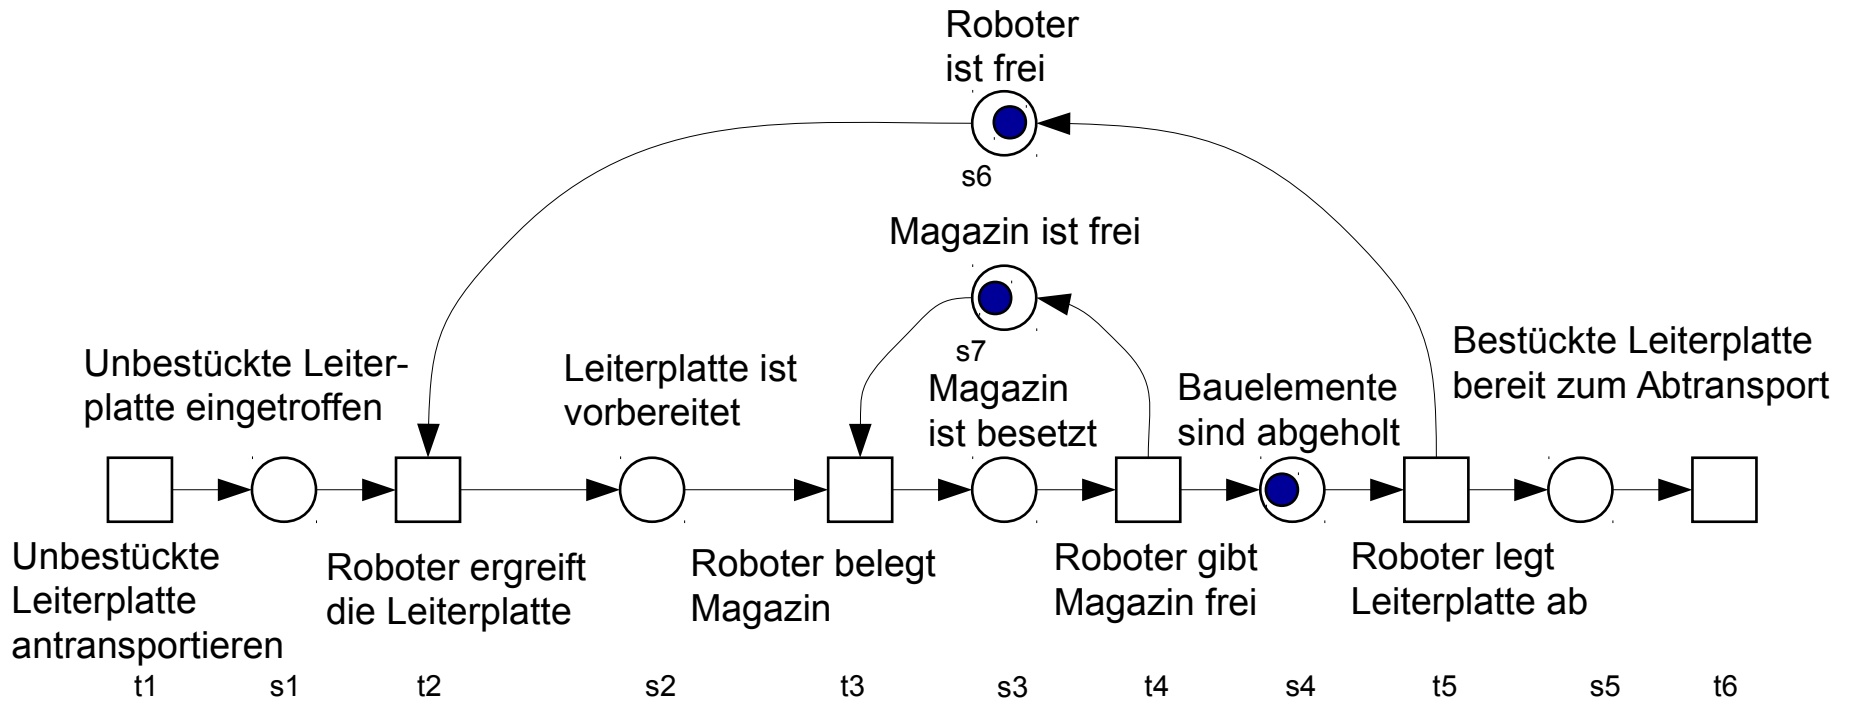 Roboter
ist frei
s6
Magazin ist frei
s7
Unbestückte Leiter-
platte eingetroffen
Leiterplatte ist
vorbereitet
Magazin
ist besetzt
Bauelemente
sind abgeholt
Bestückte Leiterplatte
bereit zum Abtransport
Unbestückte
Leiterplatte
antransportieren
Roboter ergreift
die Leiterplatte
Roboter belegt
Magazin
Roboter gibt
Magazin frei
Roboter legt
Leiterplatte ab
t1 s1 t2 s2 t3 s3 t4 s4 t5 s5 t6